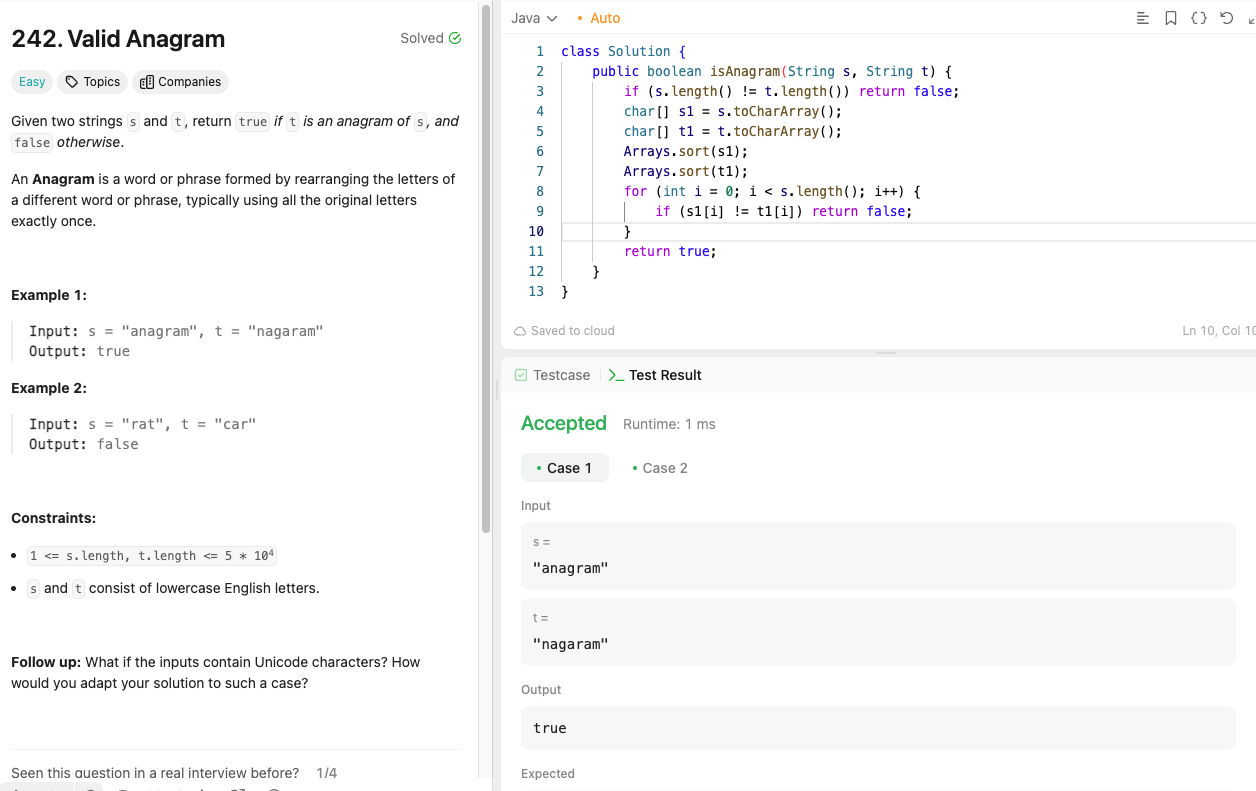 242. Valid Anagram
Solved
Easy
Topics
Companies
Given two strings s and t, return true if t is an anagram of s, and
false otherwise.
An Anagram is a word or phrase formed by rearranging the letters of
a different word or phrase, typically using all the original letters
exactly once.
Example 1:
Input: s = "anagram", t = "nagaram"
Output: true
Example 2:
Input: s = "rat", t = "car"
Output: false
Constraints:
1 <= s.length, t.length <= 5 * 10⁴
s and t consist of lowercase English letters.
Follow up: What if the inputs contain Unicode characters? How
would you adapt your solution to such a case?
Seen this question in a real interview before? 1/4
Java
Auto
1 class Solution {
2     public boolean isAnagram(String s, String t) {
3         if (s.length() != t.length()) return false;
4         char[] s1 = s.toCharArray();
5         char[] t1 = t.toCharArray();
6         Arrays.sort(s1);
7         Arrays.sort(t1);
8         for (int i = 0; i < s.length(); i++) {
9             if (s1[i] != t1[i]) return false;
10         }
11         return true;
12     }
13 }
Saved to cloud
Ln 10, Col 10
Testcase
>_ Test Result
Accepted Runtime: 1 ms
• Case 1 • Case 2
Input
s =
"anagram"
t =
"nagaram"
Output
true
Expected